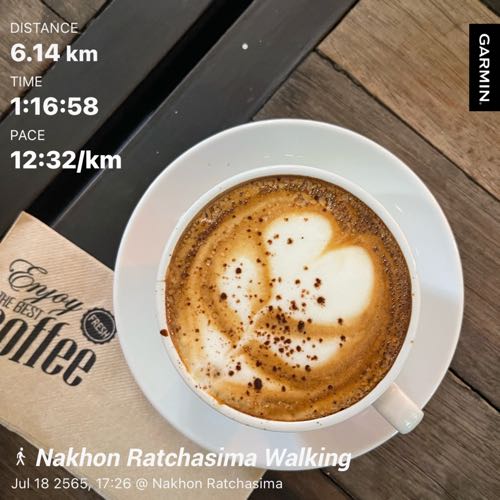 DISTANCE
6.14 km
TIME
1:16:58
PACE
12:32/km
GARMIN.
Enjoy
THE BEST
FRESH
coffee
Nakhon Ratchasima Walking
Jul 18 2565, 17:26 @ Nakhon Ratchasima